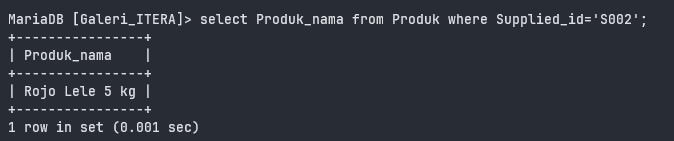 MariaDB [Galeri_ITERA]> select Produk_nama from Produk where Supplied_id='S002';
+----------------+
| Produk_nama    |
+----------------+
| Rojo Lele 5 kg |
+----------------+
1 row in set (0.001 sec)